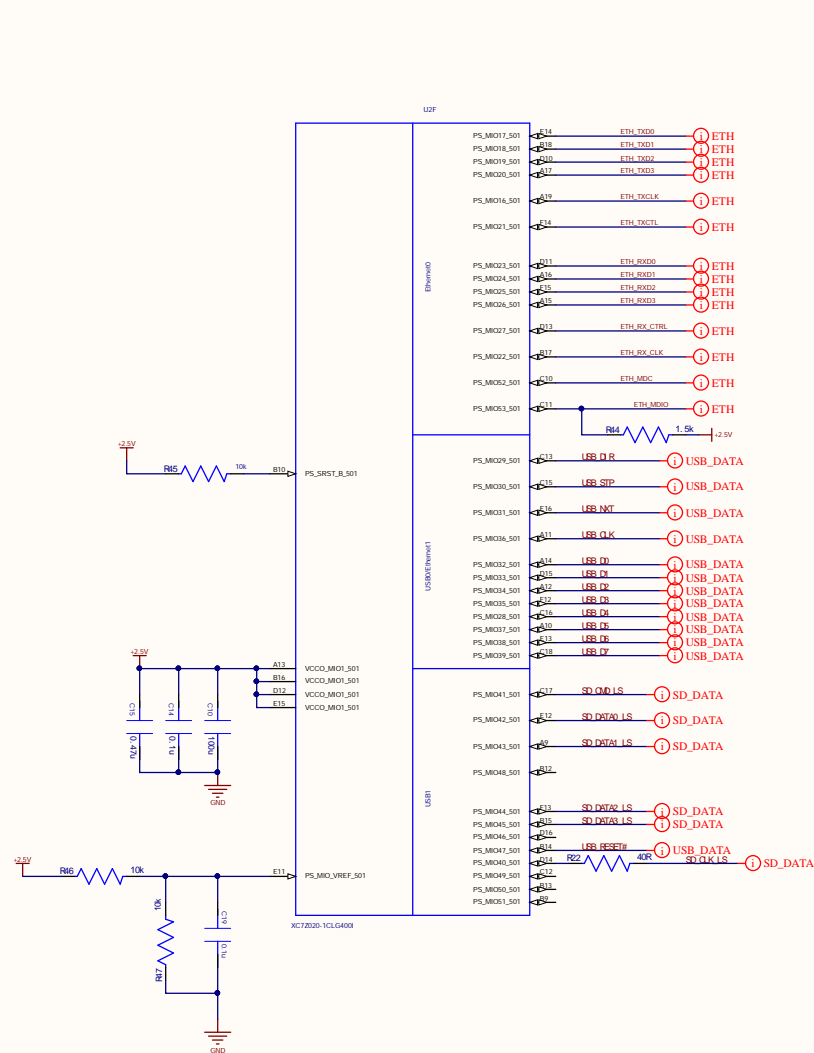 U2F
PS_MIO17_501 E14 ETH_TXD0 i ETH
PS_MIO18_501 B18 ETH_TXD1 i ETH
PS_MIO19_501 D10 ETH_TXD2 i ETH
PS_MIO20_501 A17 ETH_TXD3 i ETH
PS_MIO16_501 A19 ETH_TXCLK i ETH
PS_MIO21_501 F14 ETH_TXCTL i ETH
Ethernet0
PS_MIO23_501 D11 ETH_RXD0 i ETH
PS_MIO24_501 A16 ETH_RXD1 i ETH
PS_MIO25_501 F15 ETH_RXD2 i ETH
PS_MIO26_501 A15 ETH_RXD3 i ETH
PS_MIO27_501 D13 ETH_RX_CTRL i ETH
PS_MIO22_501 B17 ETH_RX_CLK i ETH
PS_MIO52_501 C10 ETH_MDC i ETH
PS_MIO53_501 C11 ETH_MDIO i ETH
R44 1.5k +2.5V
+2.5V
R45 10k B10 PS_SRST_B_501
PS_MIO29_501 C13 USB_DIR i USB_DATA
PS_MIO30_501 C15 USB_STP i USB_DATA
PS_MIO31_501 E16 USB_NXT i USB_DATA
PS_MIO36_501 A11 USB_CLK i USB_DATA
USB0/Ethernet1
PS_MIO32_501 A14 USB_D0 i USB_DATA
PS_MIO33_501 D15 USB_D1 i USB_DATA
PS_MIO34_501 A12 USB_D2 i USB_DATA
PS_MIO35_501 F12 USB_D3 i USB_DATA
PS_MIO28_501 C16 USB_D4 i USB_DATA
PS_MIO37_501 A10 USB_D5 i USB_DATA
PS_MIO38_501 E13 USB_D6 i USB_DATA
PS_MIO39_501 C18 USB_D7 i USB_DATA
+2.5V
A13 VCCO_MIO1_501
B16 VCCO_MIO1_501
D12 VCCO_MIO1_501
E15 VCCO_MIO1_501
C15 0.47u
C14 0.1u
C10 100u
GND
PS_MIO41_501 C17 SD_CMD_LS i SD_DATA
PS_MIO42_501 E12 SD_DATA0_LS i SD_DATA
PS_MIO43_501 A9 SD_DATA1_LS i SD_DATA
PS_MIO48_501 B12
USB1
PS_MIO44_501 F13 SD_DATA2_LS i SD_DATA
PS_MIO45_501 B15 SD_DATA3_LS i SD_DATA
PS_MIO46_501 D16
PS_MIO47_501 B14 USB_RESET# i USB_DATA
PS_MIO40_501 D14 R22 40R SD_CLK_LS i SD_DATA
PS_MIO49_501 C12
PS_MIO50_501 B13
PS_MIO51_501 B9
+2.5V
R46 10k E11 PS_MIO_VREF_501
10k R47
C19 0.1u
GND
XC7Z020-1CLG400I